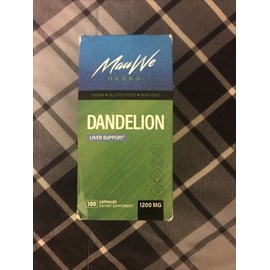 MauWe
HERBS
VEGAN • GLUTEN FREE • NON-GMO
DANDELION
LIVER SUPPORT
100 CAPSULES
DIETARY SUPPLEMENT
1200 MG